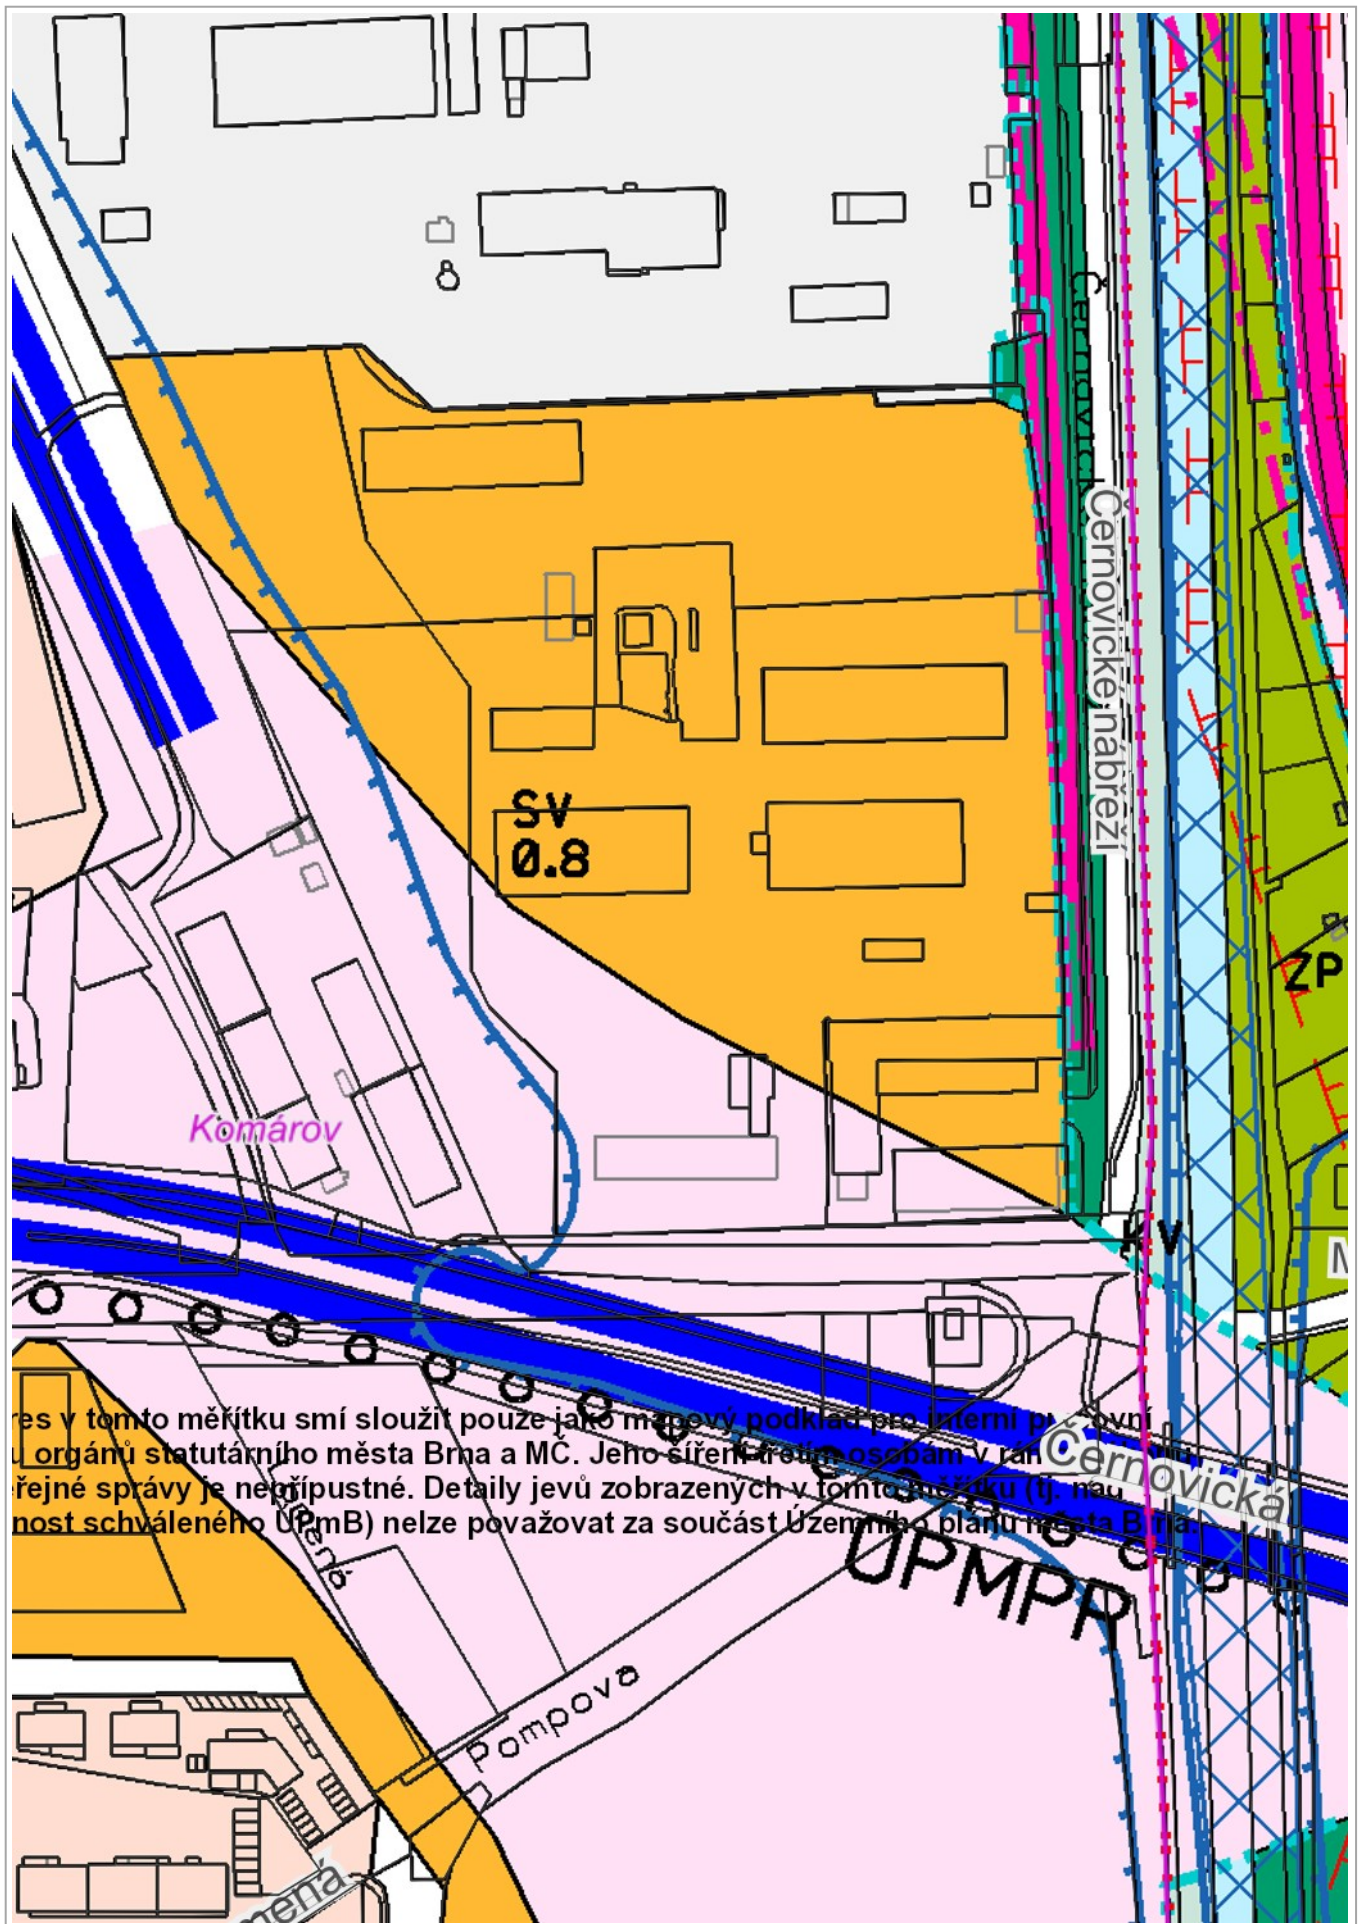 Černovické nábřeží
SV
0.8
ZP
Komárov
KV
res v tomto měřítku smí sloužit pouze jako mapový podklad pro interní pracovní
u orgánů statutárního města Brna a MČ. Jeho šíření třetím osobám v rám
eřejné správy je nepřípustné. Detaily jevů zobrazených v tomto měřítku (tj. nad
nost schváleného ÚPmB) nelze považovat za součást Územního plánu města Brna.
Černovická
ÚPMPR
Pompova
mená